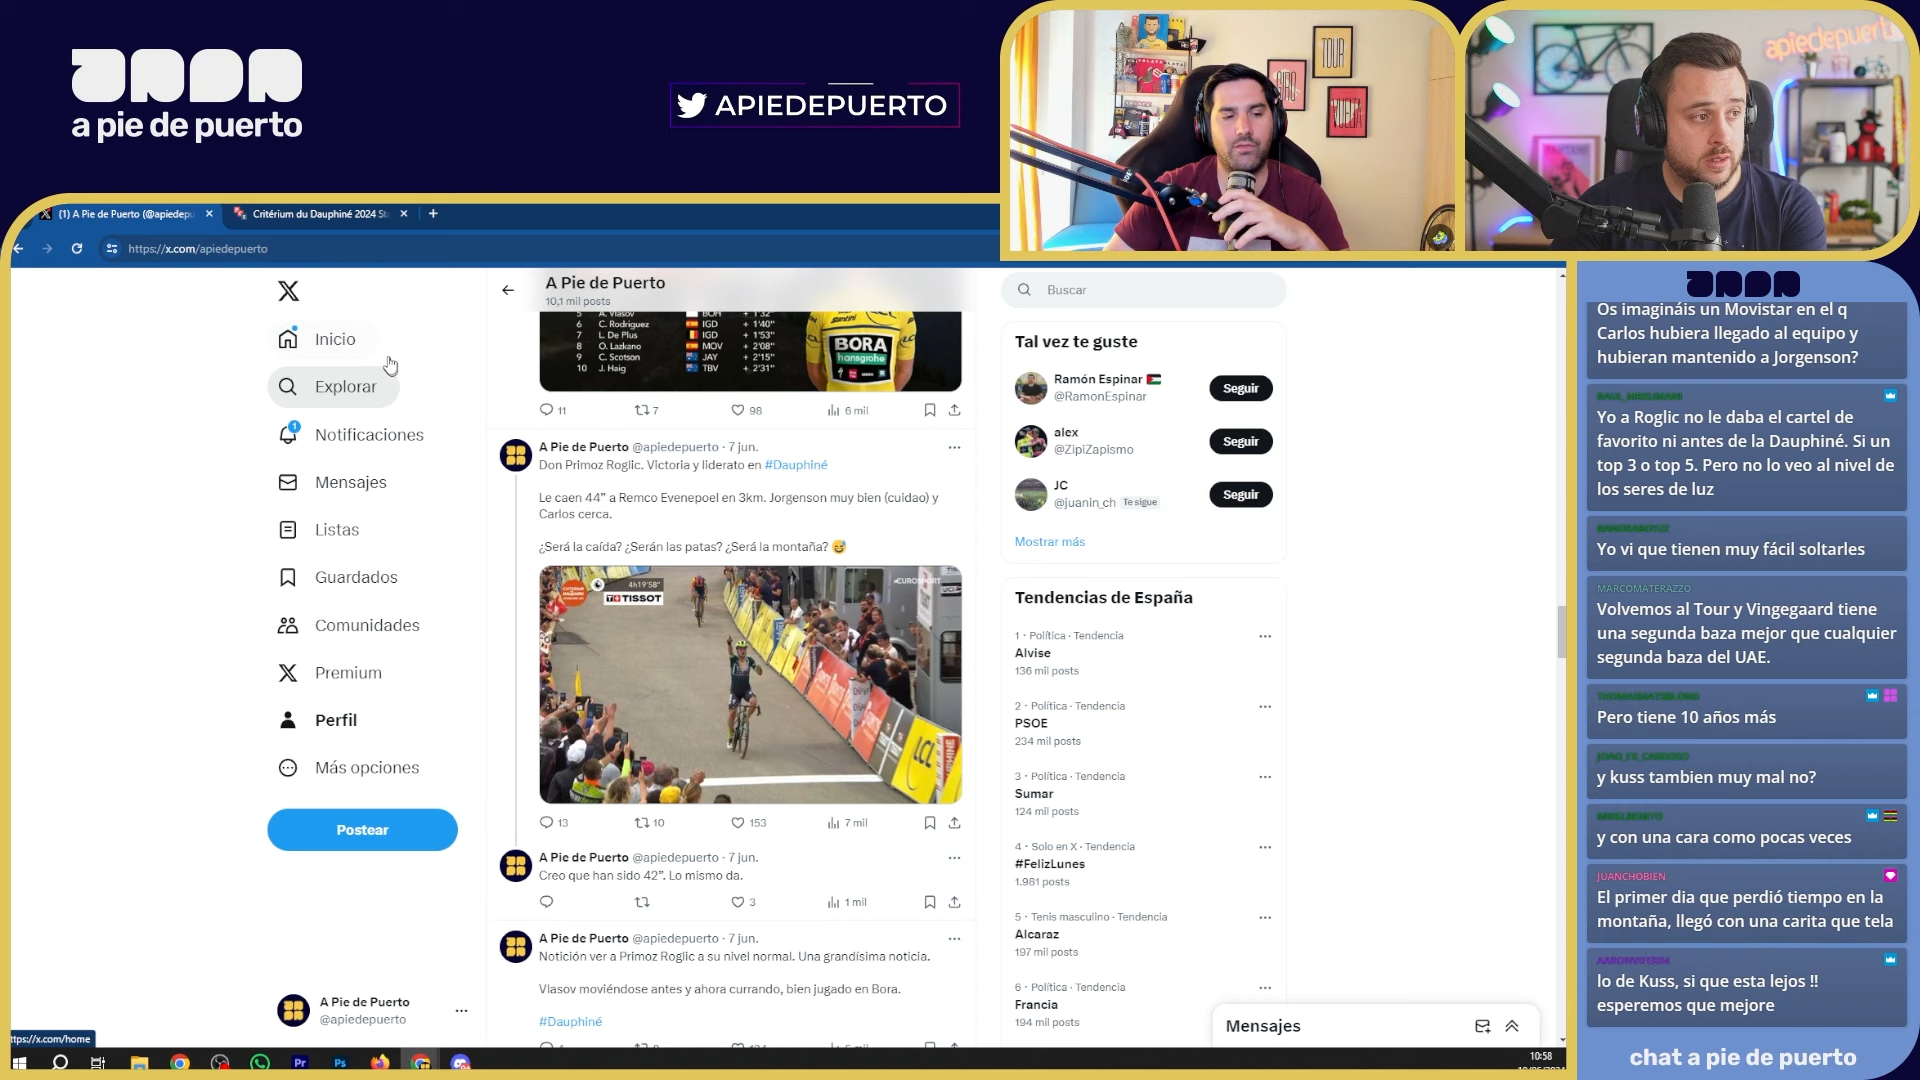 a pie de puerto
APIEDEPUERTO
TOUR
GIRO
apiedepuerto
(1) A Pie de Puerto (@apiedepu
Critérium du Dauphiné 2024 St
https://x.com/apiedepuerto
Inicio
Explorar
1
Notificaciones
Mensajes
Listas
Guardados
Comunidades
Premium
Perfil
Más opciones
Postear
A Pie de Puerto
@apiedepuerto
ttps://x.com/home
A Pie de Puerto
10,1 mil posts
5 A. Vlasov BOH + 1'32"
6 C. Rodriguez IGD + 1'40"
7 L. De Plus IGD + 1'53"
8 O. Lazkano MOV + 2'08"
9 C. Scotson JAY + 2'15"
10 J. Haig TBV + 2'31"
BORA
hansgrohe
11 7 98 6 mil
A Pie de Puerto @apiedepuerto · 7 jun.
Don Primoz Roglic. Victoria y liderato en #Dauphiné
Le caen 44” a Remco Evenepoel en 3km. Jorgenson muy bien (cuidao) y
Carlos cerca.
¿Será la caída? ¿Serán las patas? ¿Será la montaña? 😅
4h19'58"
TISSOT
EUROSPORT
LCL
13 10 153 7 mil
A Pie de Puerto @apiedepuerto · 7 jun.
Creo que han sido 42”. Lo mismo da.
3 1 mil
A Pie de Puerto @apiedepuerto · 7 jun.
Notición ver a Primoz Roglic a su nivel normal. Una grandísima noticia.
Vlasov moviéndose antes y ahora currando, bien jugado en Bora.
#Dauphiné
Buscar
Tal vez te guste
Ramón Espinar
@RamonEspinar
Seguir
alex
@ZipiZapismo
Seguir
JC
@juanin_ch Te sigue
Seguir
Mostrar más
Tendencias de España
1 · Política · Tendencia
Alvise
136 mil posts
2 · Política · Tendencia
PSOE
234 mil posts
3 · Política · Tendencia
Sumar
124 mil posts
4 · Solo en X · Tendencia
#FelizLunes
1.981 posts
5 · Tenis masculino · Tendencia
Alcaraz
197 mil posts
6 · Política · Tendencia
Francia
194 mil posts
Mensajes
10:58
Os imagináis un Movistar en el q
Carlos hubiera llegado al equipo y
hubieran mantenido a Jorgenson?
Yo a Roglic no le daba el cartel de
favorito ni antes de la Dauphiné. Si un
top 3 o top 5. Pero no lo veo al nivel de
los seres de luz
Yo vi que tienen muy fácil soltarles
MARCOMATERAZZO
Volvemos al Tour y Vingegaard tiene
una segunda baza mejor que cualquier
segunda baza del UAE.
Pero tiene 10 años más
y kuss tambien muy mal no?
y con una cara como pocas veces
JUANCHOBIEN
El primer dia que perdió tiempo en la
montaña, llegó con una carita que tela
lo de Kuss, si que esta lejos !!
esperemos que mejore
chat a pie de puerto